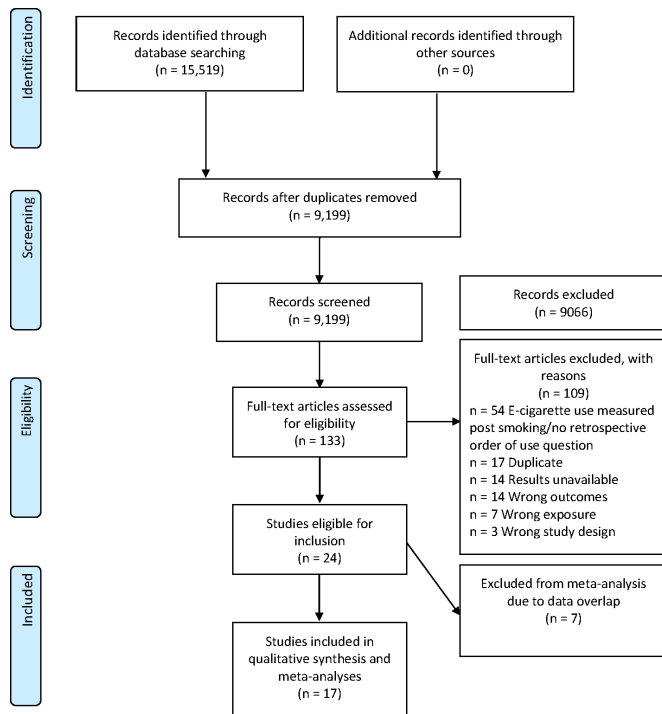 Identification
Records identified through
database searching
(n = 15,519)
Additional records identified through
other sources
(n = 0)
Screening
Records after duplicates removed
(n = 9,199)
Records screened
(n = 9,199)
Records excluded
(n = 9066)
Eligibility
Full-text articles assessed
for eligibility
(n = 133)
Full-text articles excluded, with
reasons
(n = 109)
n = 54 E-cigarette use measured
post smoking/no retrospective
order of use question
n = 17 Duplicate
n = 14 Results unavailable
n = 14 Wrong outcomes
n = 7 Wrong exposure
n = 3 Wrong study design
Studies eligible for
inclusion
(n = 24)
Included
Excluded from meta-analysis
due to data overlap
(n = 7)
Studies included in
qualitative synthesis and
meta-analyses
(n = 17)